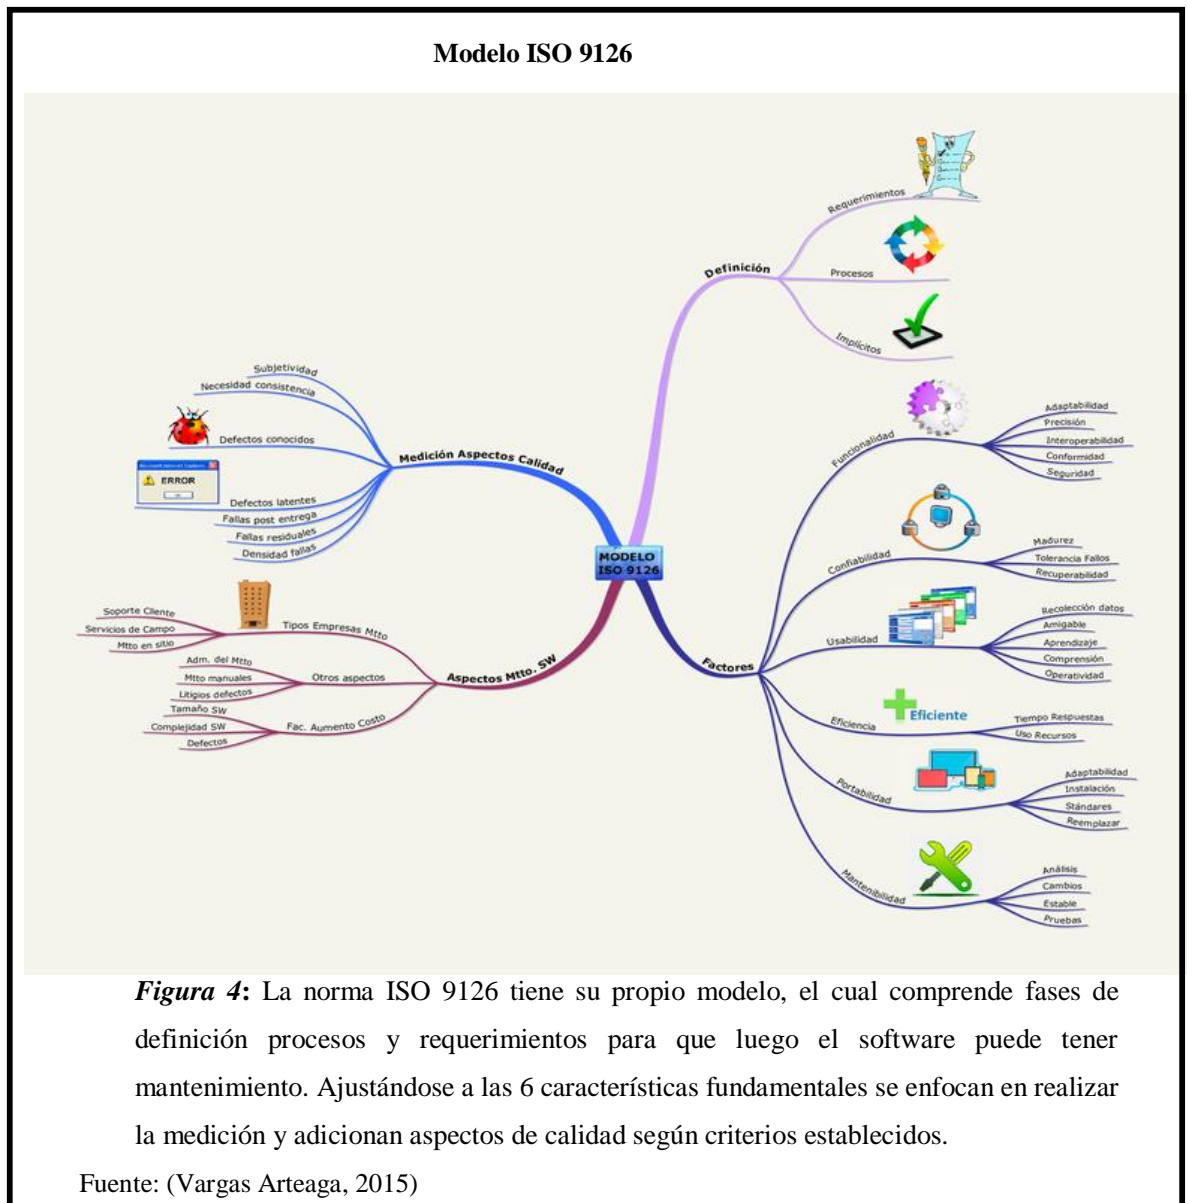 Modelo ISO 9126
Requerimientos
Definición
Procesos
Implícitos
Subjetividad
Necesidad consistencia
Defectos conocidos
Medición Aspectos Calidad
ERROR
Defectos latentes
Fallas post entrega
Fallas residuales
Densidad fallas
MODELO
ISO 9126
Soporte Cliente
Servicios de Campo
Mtto en sitio
Tipos Empresas Mtto
Adm. del Mtto
Mtto manuales
Litigios defectos
Otros aspectos
Aspectos Mtto. SW
Tamaño SW
Complejidad SW
Defectos
Fac. Aumento Costo
Factores
Funcionalidad
Adaptabilidad
Precisión
Interoperabilidad
Conformidad
Seguridad
Confiabilidad
Madurez
Tolerancia Fallos
Recuperabilidad
Usabilidad
Recolección datos
Amigable
Aprendizaje
Comprensión
Operatividad
Eficiencia
Eficiente
Tiempo Respuestas
Uso Recursos
Portabilidad
Adaptabilidad
Instalación
Stándares
Reemplazar
Mantenibilidad
Análisis
Cambios
Estable
Pruebas
Figura 4: La norma ISO 9126 tiene su propio modelo, el cual comprende fases de
definición procesos y requerimientos para que luego el software puede tener
mantenimiento. Ajustándose a las 6 características fundamentales se enfocan en realizar
la medición y adicionan aspectos de calidad según criterios establecidos.
Fuente: (Vargas Arteaga, 2015)